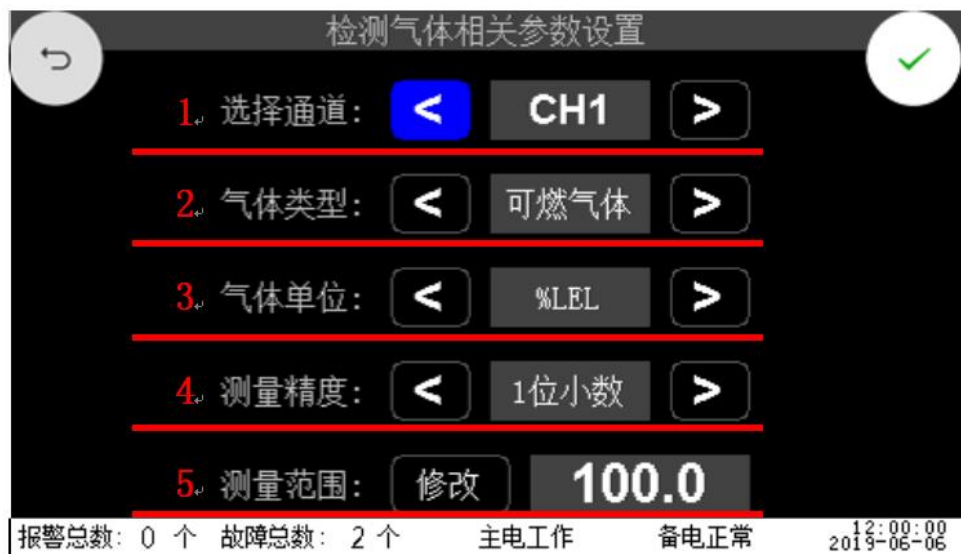 检测气体相关参数设置
1 选择通道: < CH1 >
2 气体类型: < 可燃气体 >
3 气体单位: < %LEL >
4 测量精度: < 1位小数 >
5 测量范围: 修改 100.0
报警总数: 0 个 故障总数: 2 个 主电工作 备电正常 12:00:00
2019-06-06